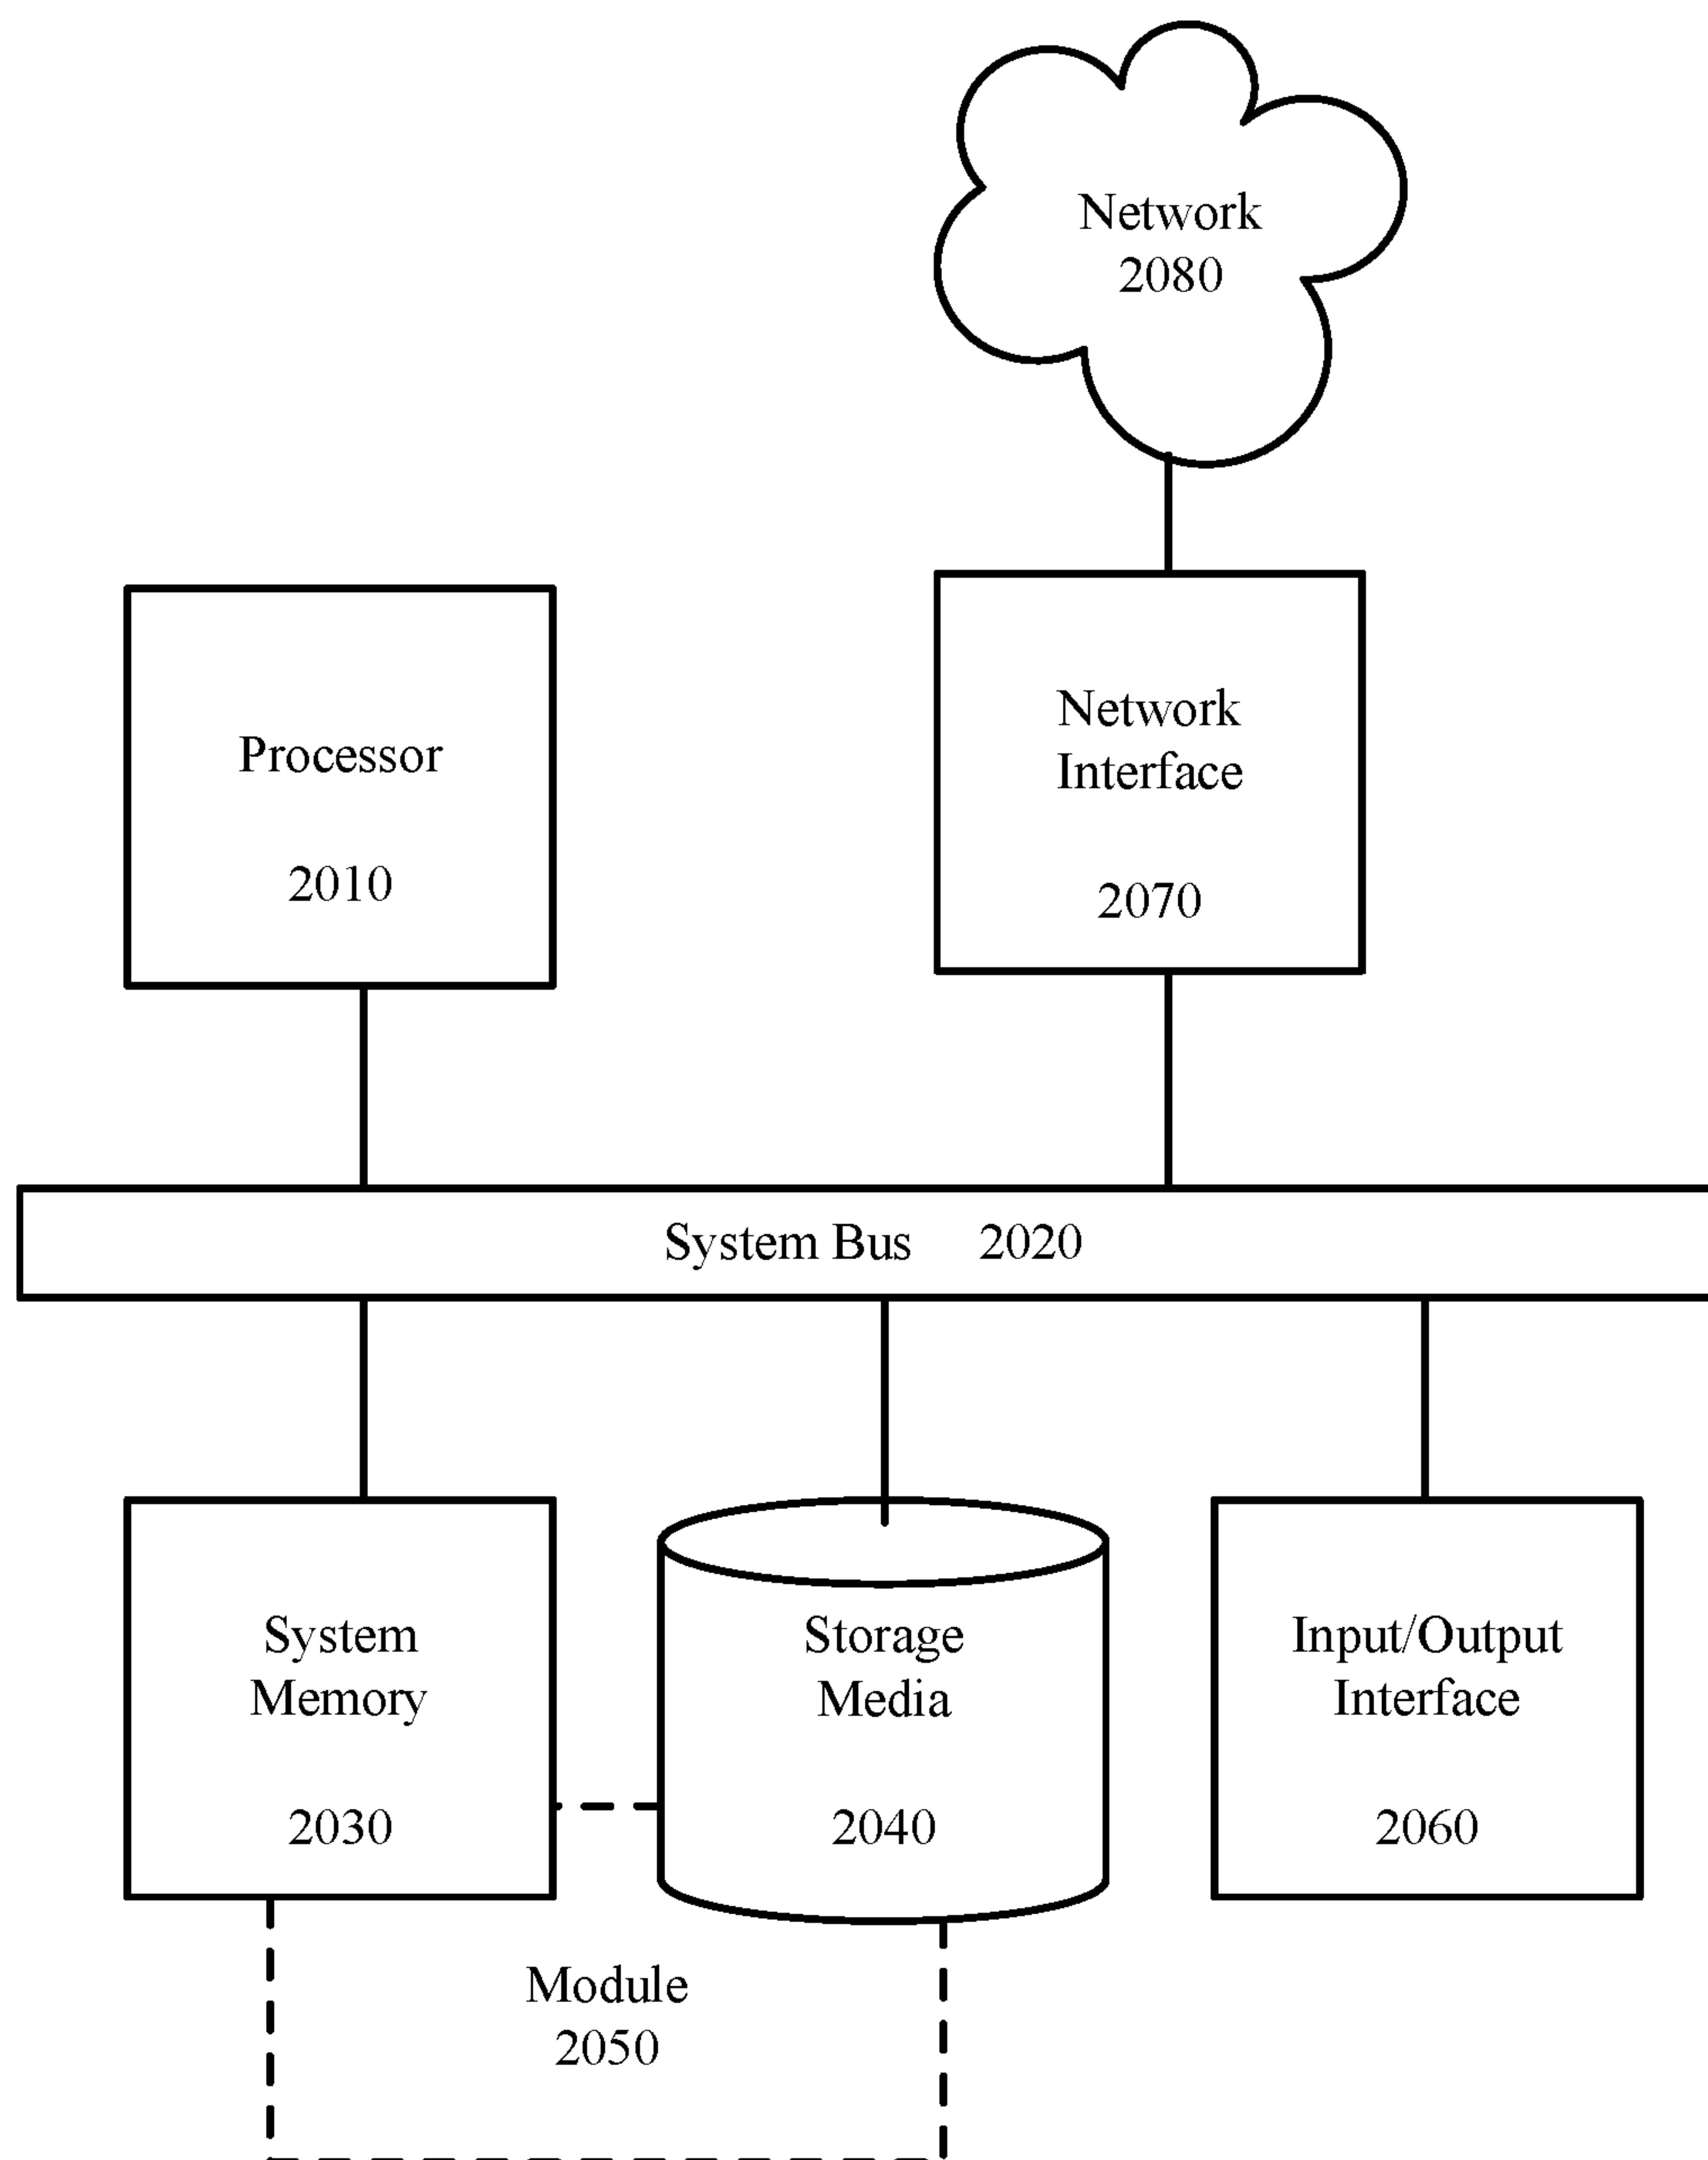 Network
2080
Processor
2010
Network
Interface
2070
System Bus 2020
System
Memory
2030
Storage
Media
2040
Input/Output
Interface
2060
Module
2050